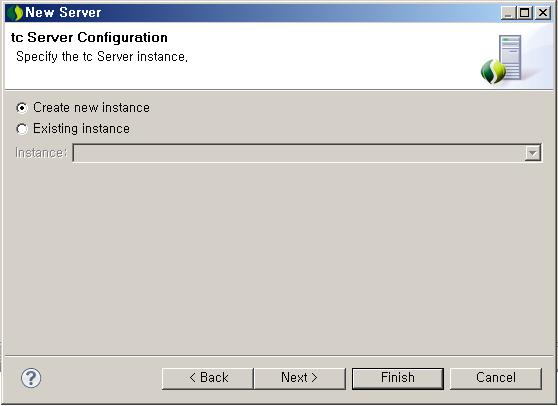 New Server
tc Server Configuration
Specify the tc Server instance.
Create new instance
Existing instance
Instance:
?
< Back
Next >
Finish
Cancel